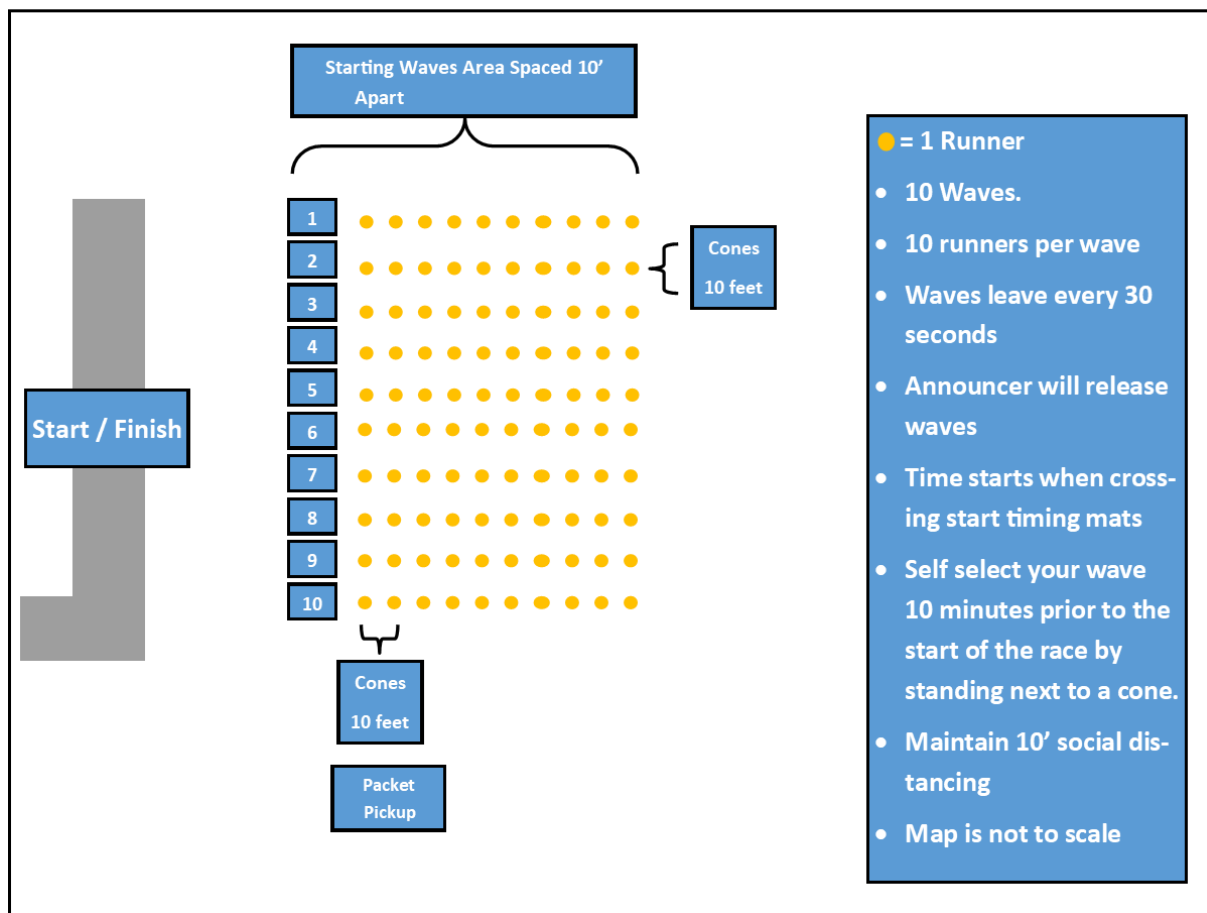 Starting Waves Area Spaced 10’
Apart
1
2
3
4
5
6
7
8
9
10
Cones
10 feet
Start / Finish
Cones
10 feet
Packet
Pickup
= 1 Runner
• 10 Waves.
• 10 runners per wave
• Waves leave every 30
seconds
• Announcer will release
waves
• Time starts when cross-
ing start timing mats
• Self select your wave
10 minutes prior to the
start of the race by
standing next to a cone.
• Maintain 10’ social dis-
tancing
• Map is not to scale